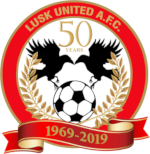 LUSK UNITED A.F.C.
50
YEARS
1969-2019